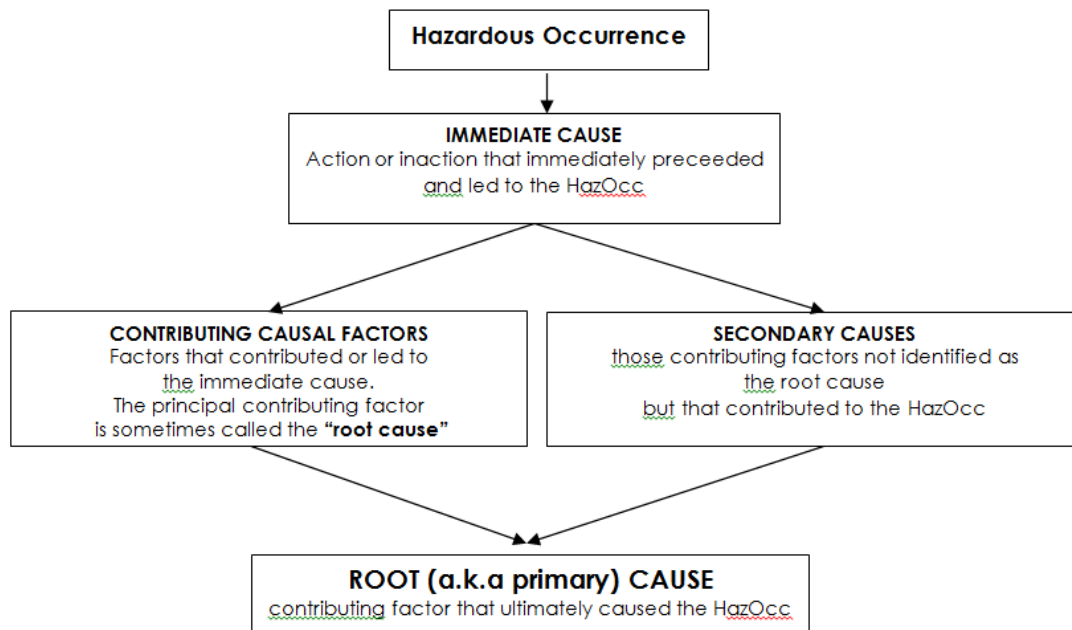 Hazardous Occurrence
IMMEDIATE CAUSE
Action or inaction that immediately preceeded
and led to the HazOcc
CONTRIBUTING CAUSAL FACTORS
Factors that contributed or led to
the immediate cause.
The principal contributing factor
is sometimes called the “root cause”
SECONDARY CAUSES
those contributing factors not identified as
the root cause
but that contributed to the HazOcc
ROOT (a.k.a primary) CAUSE
contributing factor that ultimately caused the HazOcc